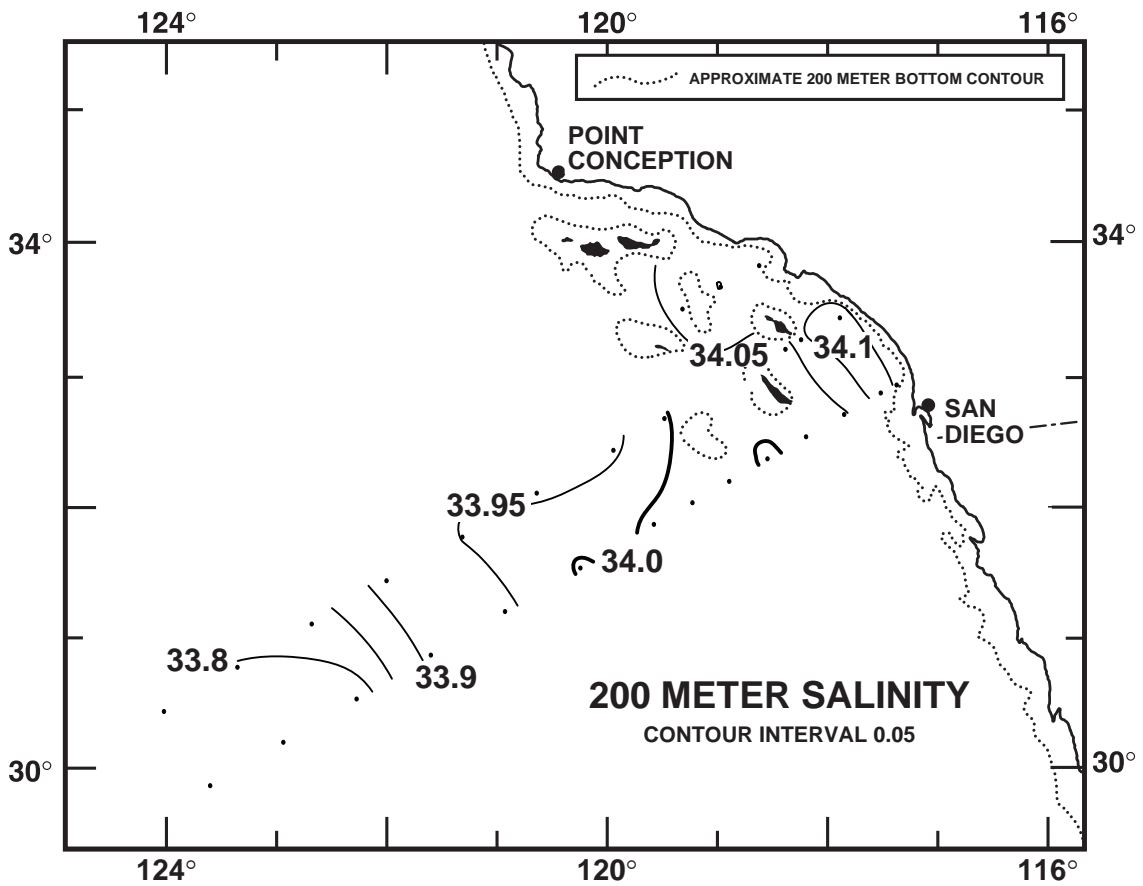 124° 120° 116°
APPROXIMATE 200 METER BOTTOM CONTOUR
POINT
CONCEPTION
34° 34°
34.05 34.1
SAN
DIEGO
33.95
34.0
33.8
33.9
200 METER SALINITY
CONTOUR INTERVAL 0.05
30° 30°
124° 120° 116°